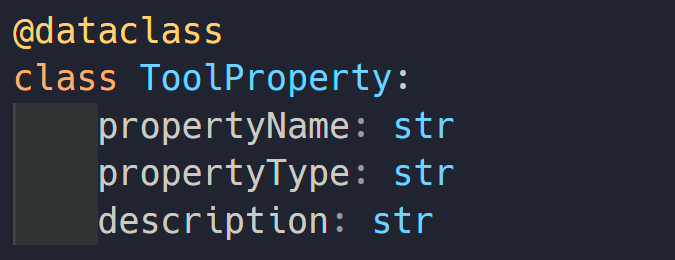 @dataclass
class ToolProperty:
    propertyName: str
    propertyType: str
    description: str